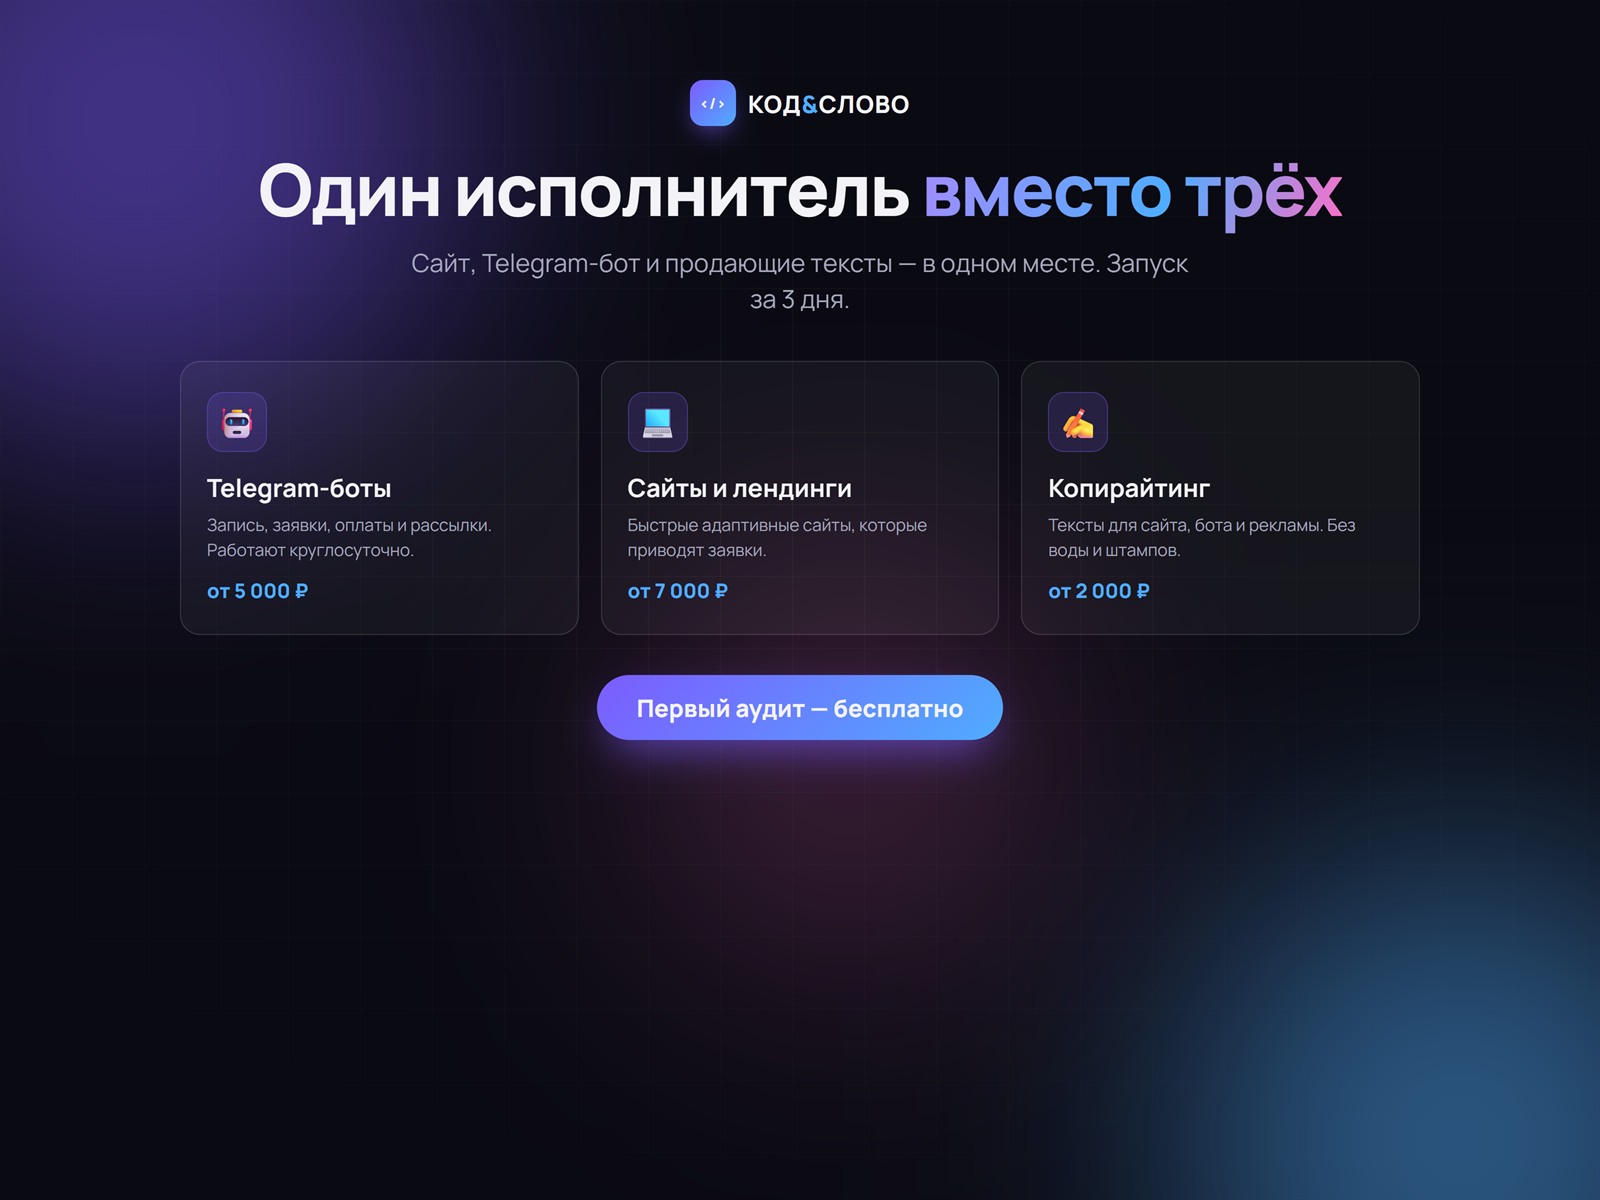 </>
КОД&СЛОВО
Один исполнитель вместо трёх
Сайт, Telegram-бот и продающие тексты — в одном месте. Запуск
за 3 дня.
Telegram-боты
Запись, заявки, оплаты и рассылки.
Работают круглосуточно.
от 5 000 ₽
Сайты и лендинги
Быстрые адаптивные сайты, которые
приводят заявки.
от 7 000 ₽
Копирайтинг
Тексты для сайта, бота и рекламы. Без
воды и штампов.
от 2 000 ₽
Первый аудит — бесплатно